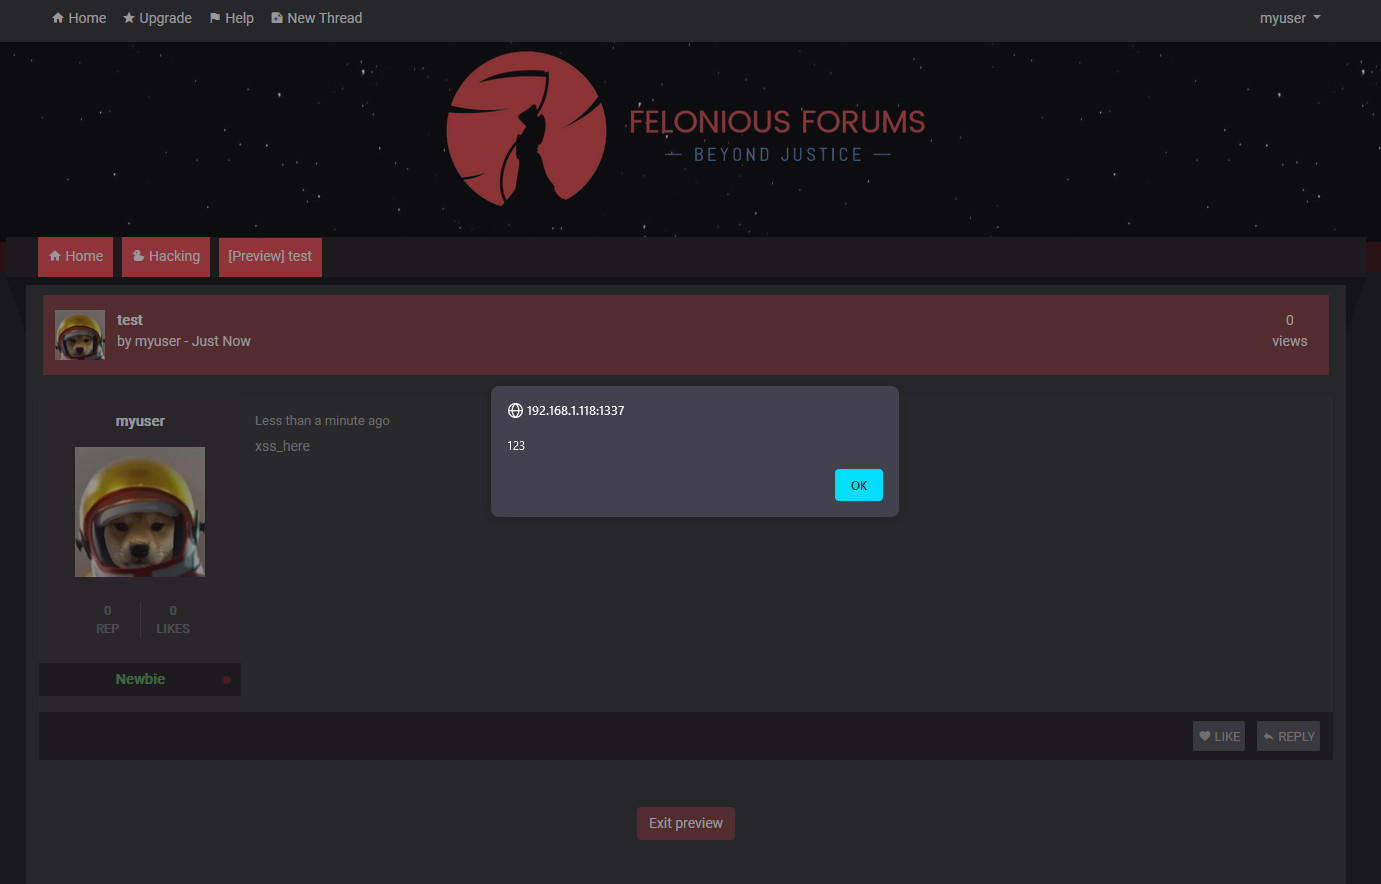 Home Upgrade Help New Thread myuser
FELONIOUS FORUMS
BEYOND JUSTICE
Home Hacking [Preview] test
test
by myuser - Just Now
0
views
192.168.1.118:1337
123
OK
myuser
Less than a minute ago
xss_here
0 0
REP LIKES
Newbie
LIKE REPLY
Exit preview